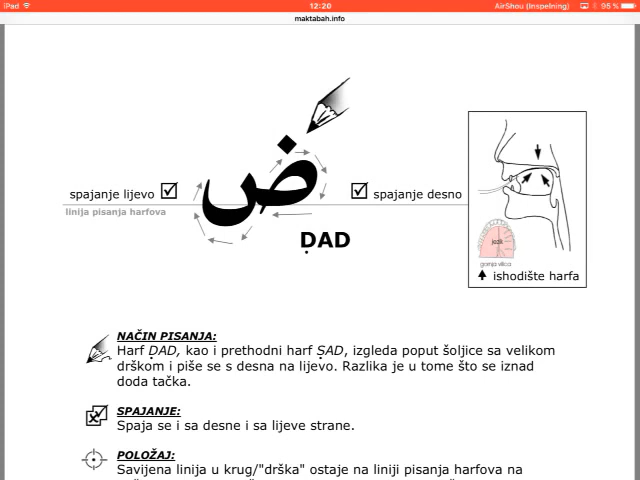 iPad 12:20 AirShou (Inspelning) 95 %
maktabah.info
ض
spajanje lijevo spajanje desno
linija pisanja harfova
ḌAD
jezik
gornja vilica
ishodište harfa
NAČIN PISANJA:
Harf ḌAD, kao i prethodni harf ṢAD, izgleda poput šoljice sa velikom
drškom i piše se s desna na lijevo. Razlika je u tome što se iznad
doda tačka.
SPAJANJE:
Spaja se i sa desne i sa lijeve strane.
POLOŽAJ:
Savijena linija u krug/"drška" ostaje na liniji pisanja harfova na